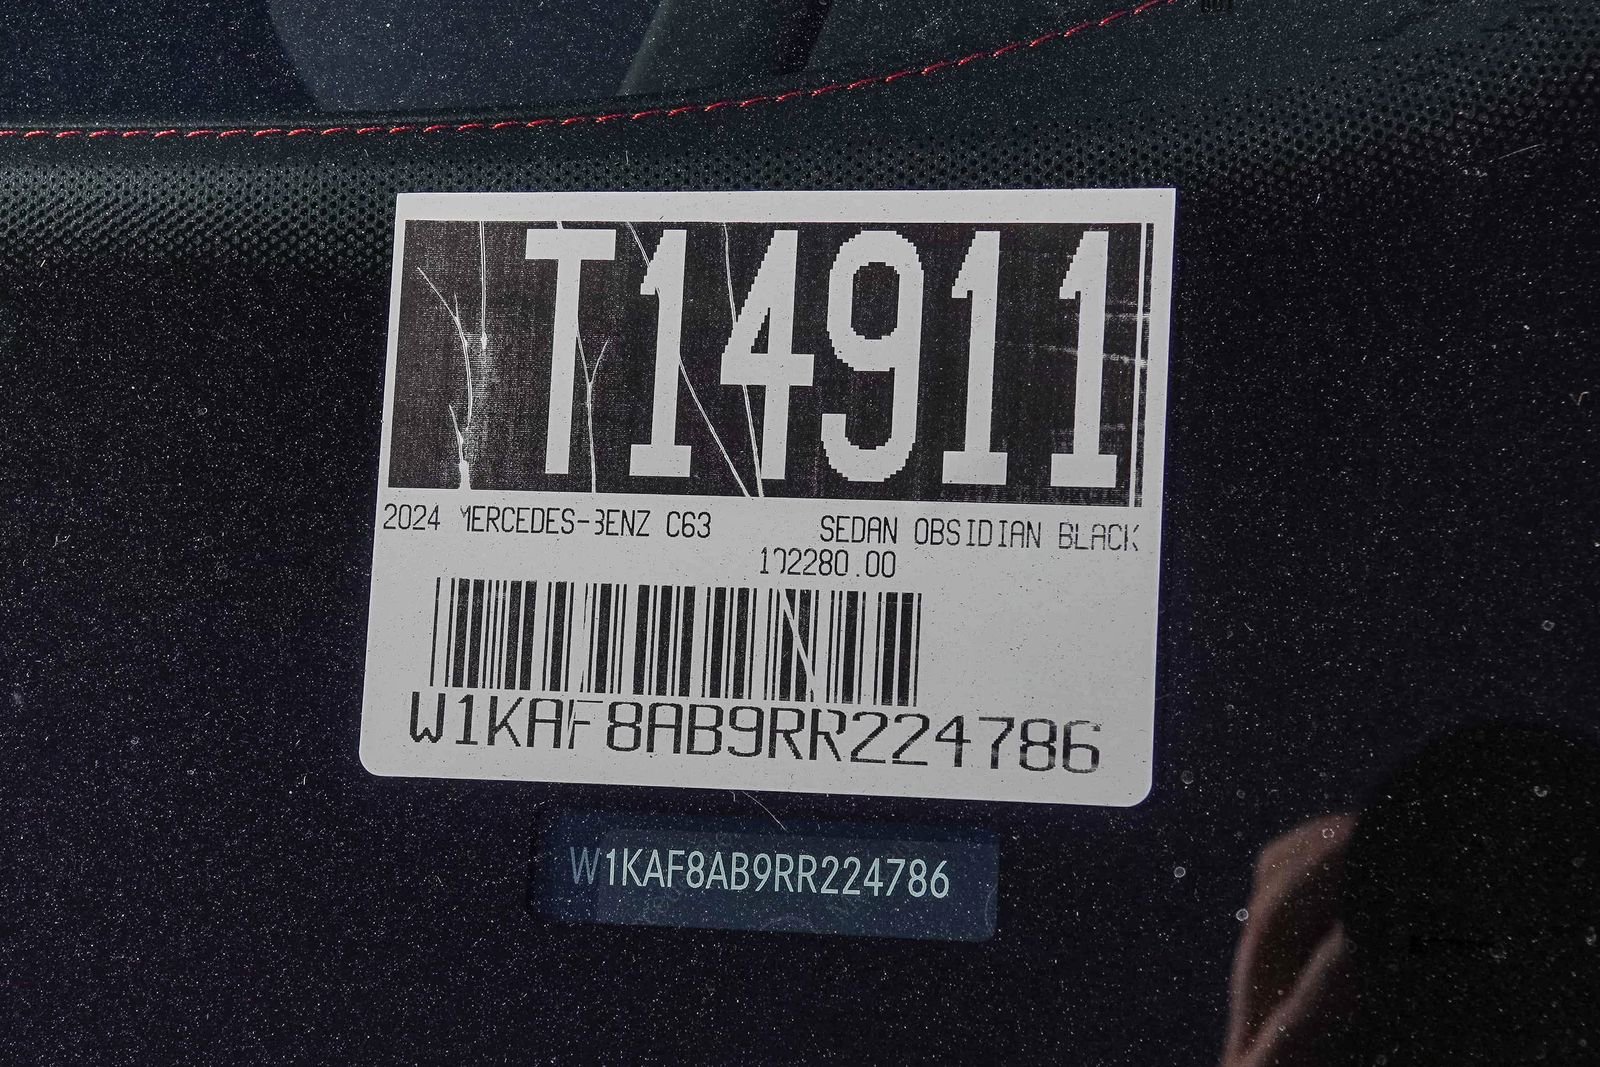 T14911
2024 MERCEDES-BENZ C63 SEDAN OBSIDIAN BLACK
102280.00
W1KAF8AB9RR224786
W1KAF8AB9RR224786